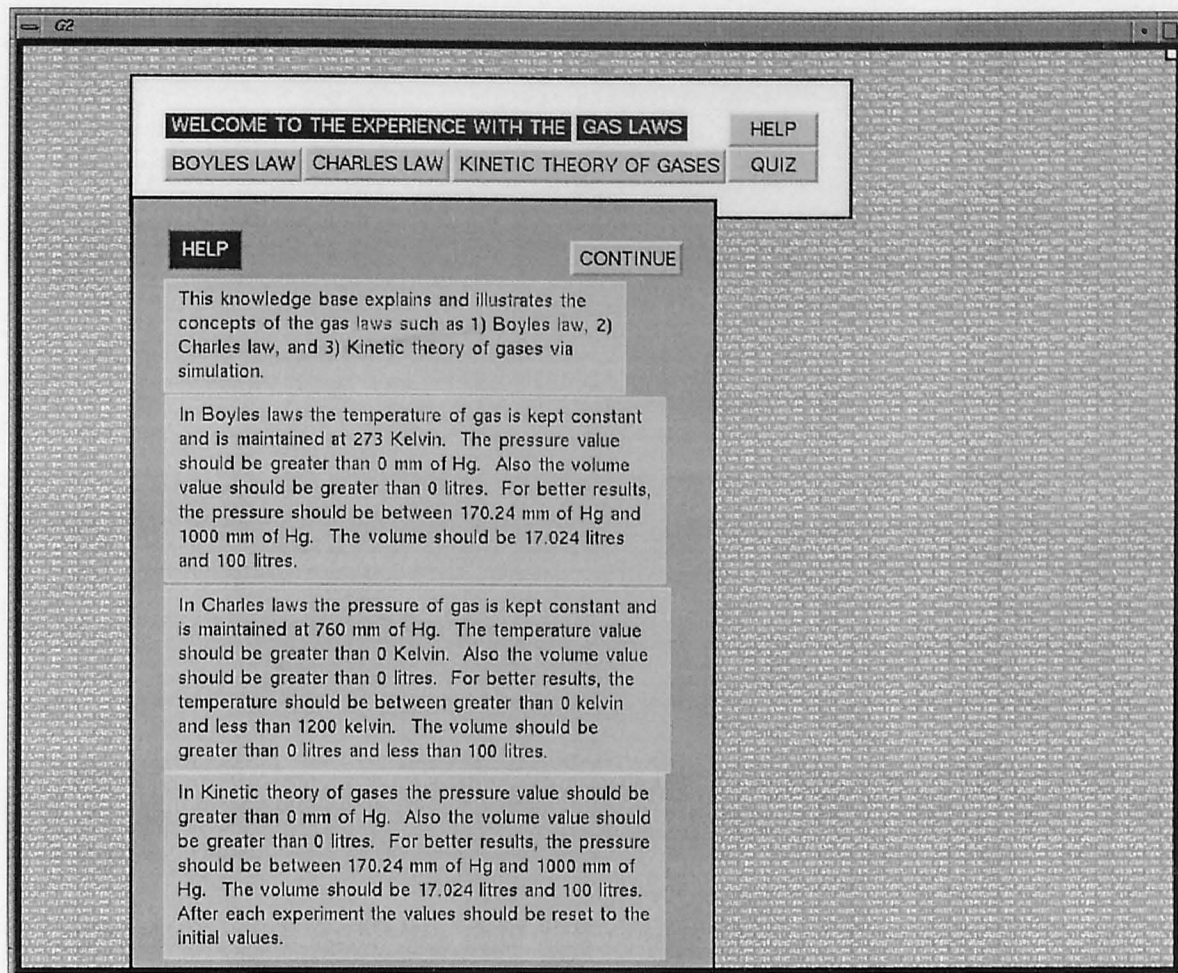 G2
WELCOME TO THE EXPERIENCE WITH THE GAS LAWS HELP
BOYLES LAW CHARLES LAW KINETIC THEORY OF GASES QUIZ
HELP CONTINUE
This knowledge base explains and illustrates the
concepts of the gas laws such as 1) Boyles law, 2)
Charles law, and 3) Kinetic theory of gases via
simulation.
In Boyles laws the temperature of gas is kept constant
and is maintained at 273 Kelvin. The pressure value
should be greater than 0 mm of Hg. Also the volume
value should be greater than 0 litres. For better results,
the pressure should be between 170.24 mm of Hg and
1000 mm of Hg. The volume should be 17.024 litres
and 100 litres.
In Charles laws the pressure of gas is kept constant and
is maintained at 760 mm of Hg. The temperature value
should be greater than 0 Kelvin. Also the volume value
should be greater than 0 litres. For better results, the
temperature should be between greater than 0 kelvin
and less than 1200 kelvin. The volume should be
greater than 0 litres and less than 100 litres.
In Kinetic theory of gases the pressure value should be
greater than 0 mm of Hg. Also the volume value should
be greater than 0 litres. For better results, the pressure
should be between 170.24 mm of Hg and 1000 mm of
Hg. The volume should be 17.024 litres and 100 litres.
After each experiment the values should be reset to the
initial values.